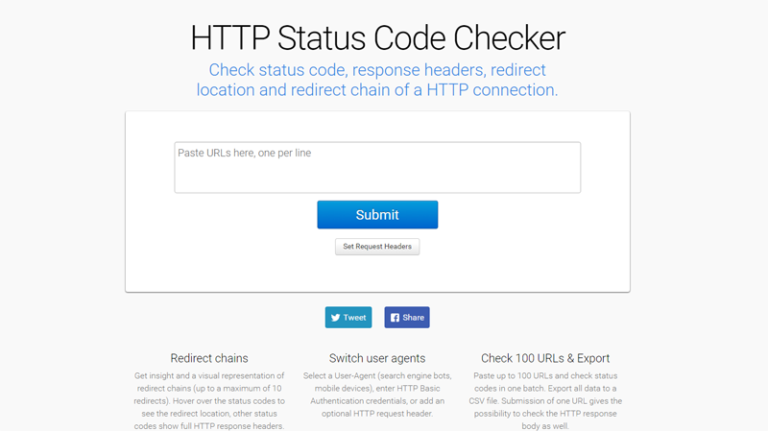 HTTP Status Code Checker
Check status code, response headers, redirect
location and redirect chain of a HTTP connection.
Paste URLs here, one per line
Submit
Set Request Headers
Tweet
Share
Redirect chains
Get insight and a visual representation of
redirect chains (up to a maximum of 10
redirects). Hover over the status codes to
see the redirect location, other status
codes show full HTTP response headers.
Switch user agents
Select a User-Agent (search engine bots,
mobile devices), enter HTTP Basic
Authentication credentials, or add an
optional HTTP request header.
Check 100 URLs & Export
Paste up to 100 URLs and check status
codes in one batch. Export all data to a
CSV file. Submission of one URL gives the
possibility to check the HTTP response
body as well.